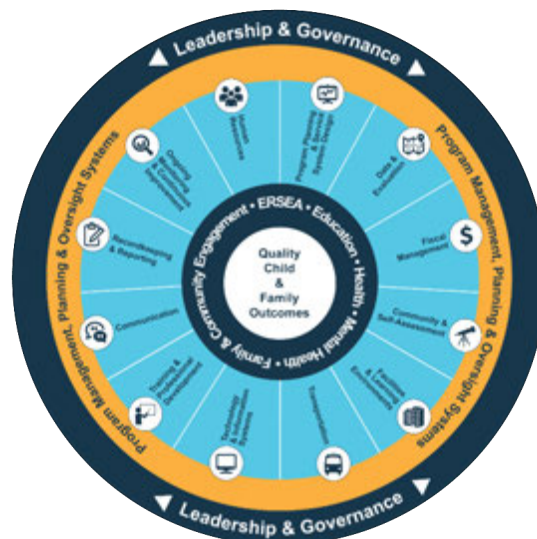 Leadership & Governance
Program Management, Planning & Oversight Systems
Program Planning
& Service
System Design
Data &
Evaluation
Fiscal
Management
Community &
Self-Assessment
Facilities
& Learning
Environments
Transportation
Technology
& Information
Systems
Training &
Professional
Development
Communication
Recordkeeping
& Reporting
Ongoing
Monitoring
& Continuous
Improvement
Human
Resources
Program Management, Planning & Oversight Systems
Family & Community Engagement • ERSEA • Education • Health • Mental Health •
Quality
Child
&
Family
Outcomes
$
Leadership & Governance